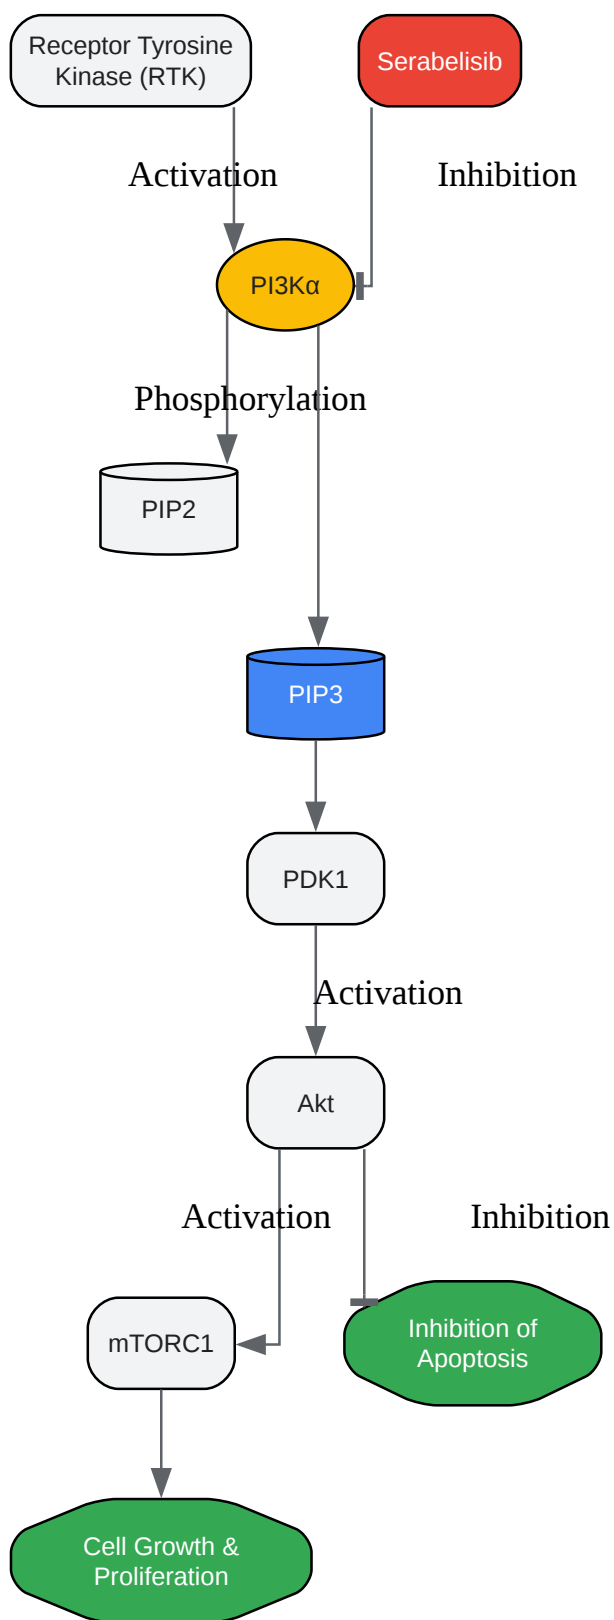 Receptor Tyrosine
Kinase (RTK)
Serabelisib
Activation
Inhibition
PI3Kα
Phosphorylation
PIP2
PIP3
PDK1
Activation
Akt
Activation
Inhibition
mTORC1
Inhibition of
Apoptosis
Cell Growth &
Proliferation